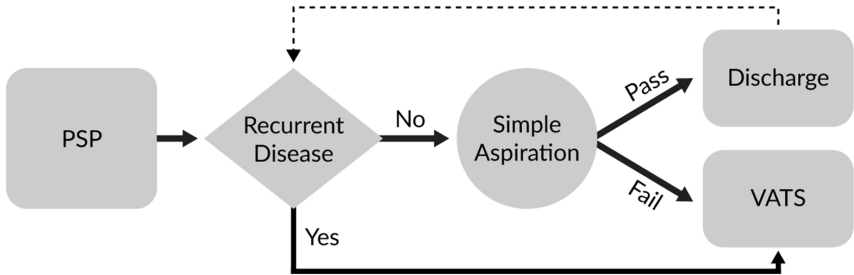 PSP
Recurrent
Disease
No
Yes
Simple
Aspiration
Pass
Fail
Discharge
VATS